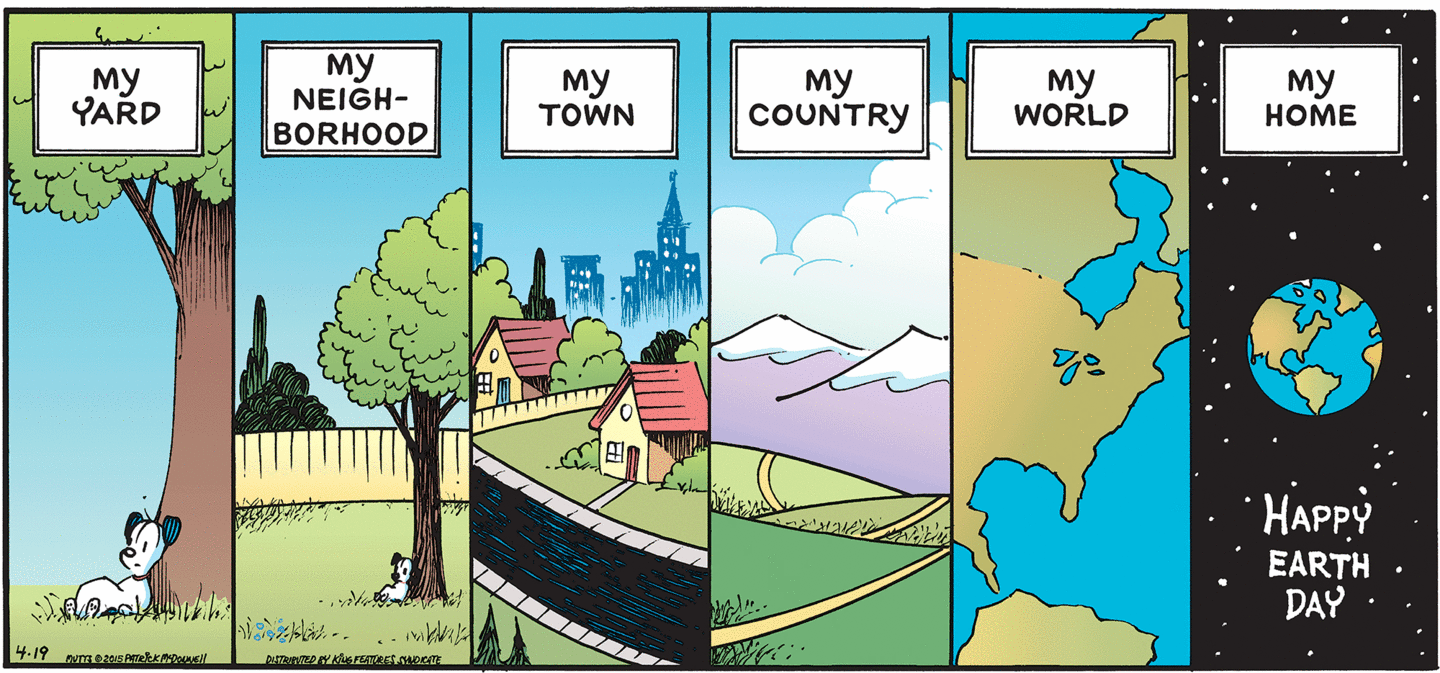 MY
YARD
MY
NEIGH-
BORHOOD
MY
TOWN
MY
COUNTRY
MY
WORLD
MY
HOME
HAPPY
EARTH
DAY
4-19
MUTTS © 2015 PATRICK McDONNELL
DISTRIBUTED BY KING FEATURES SYNDICATE